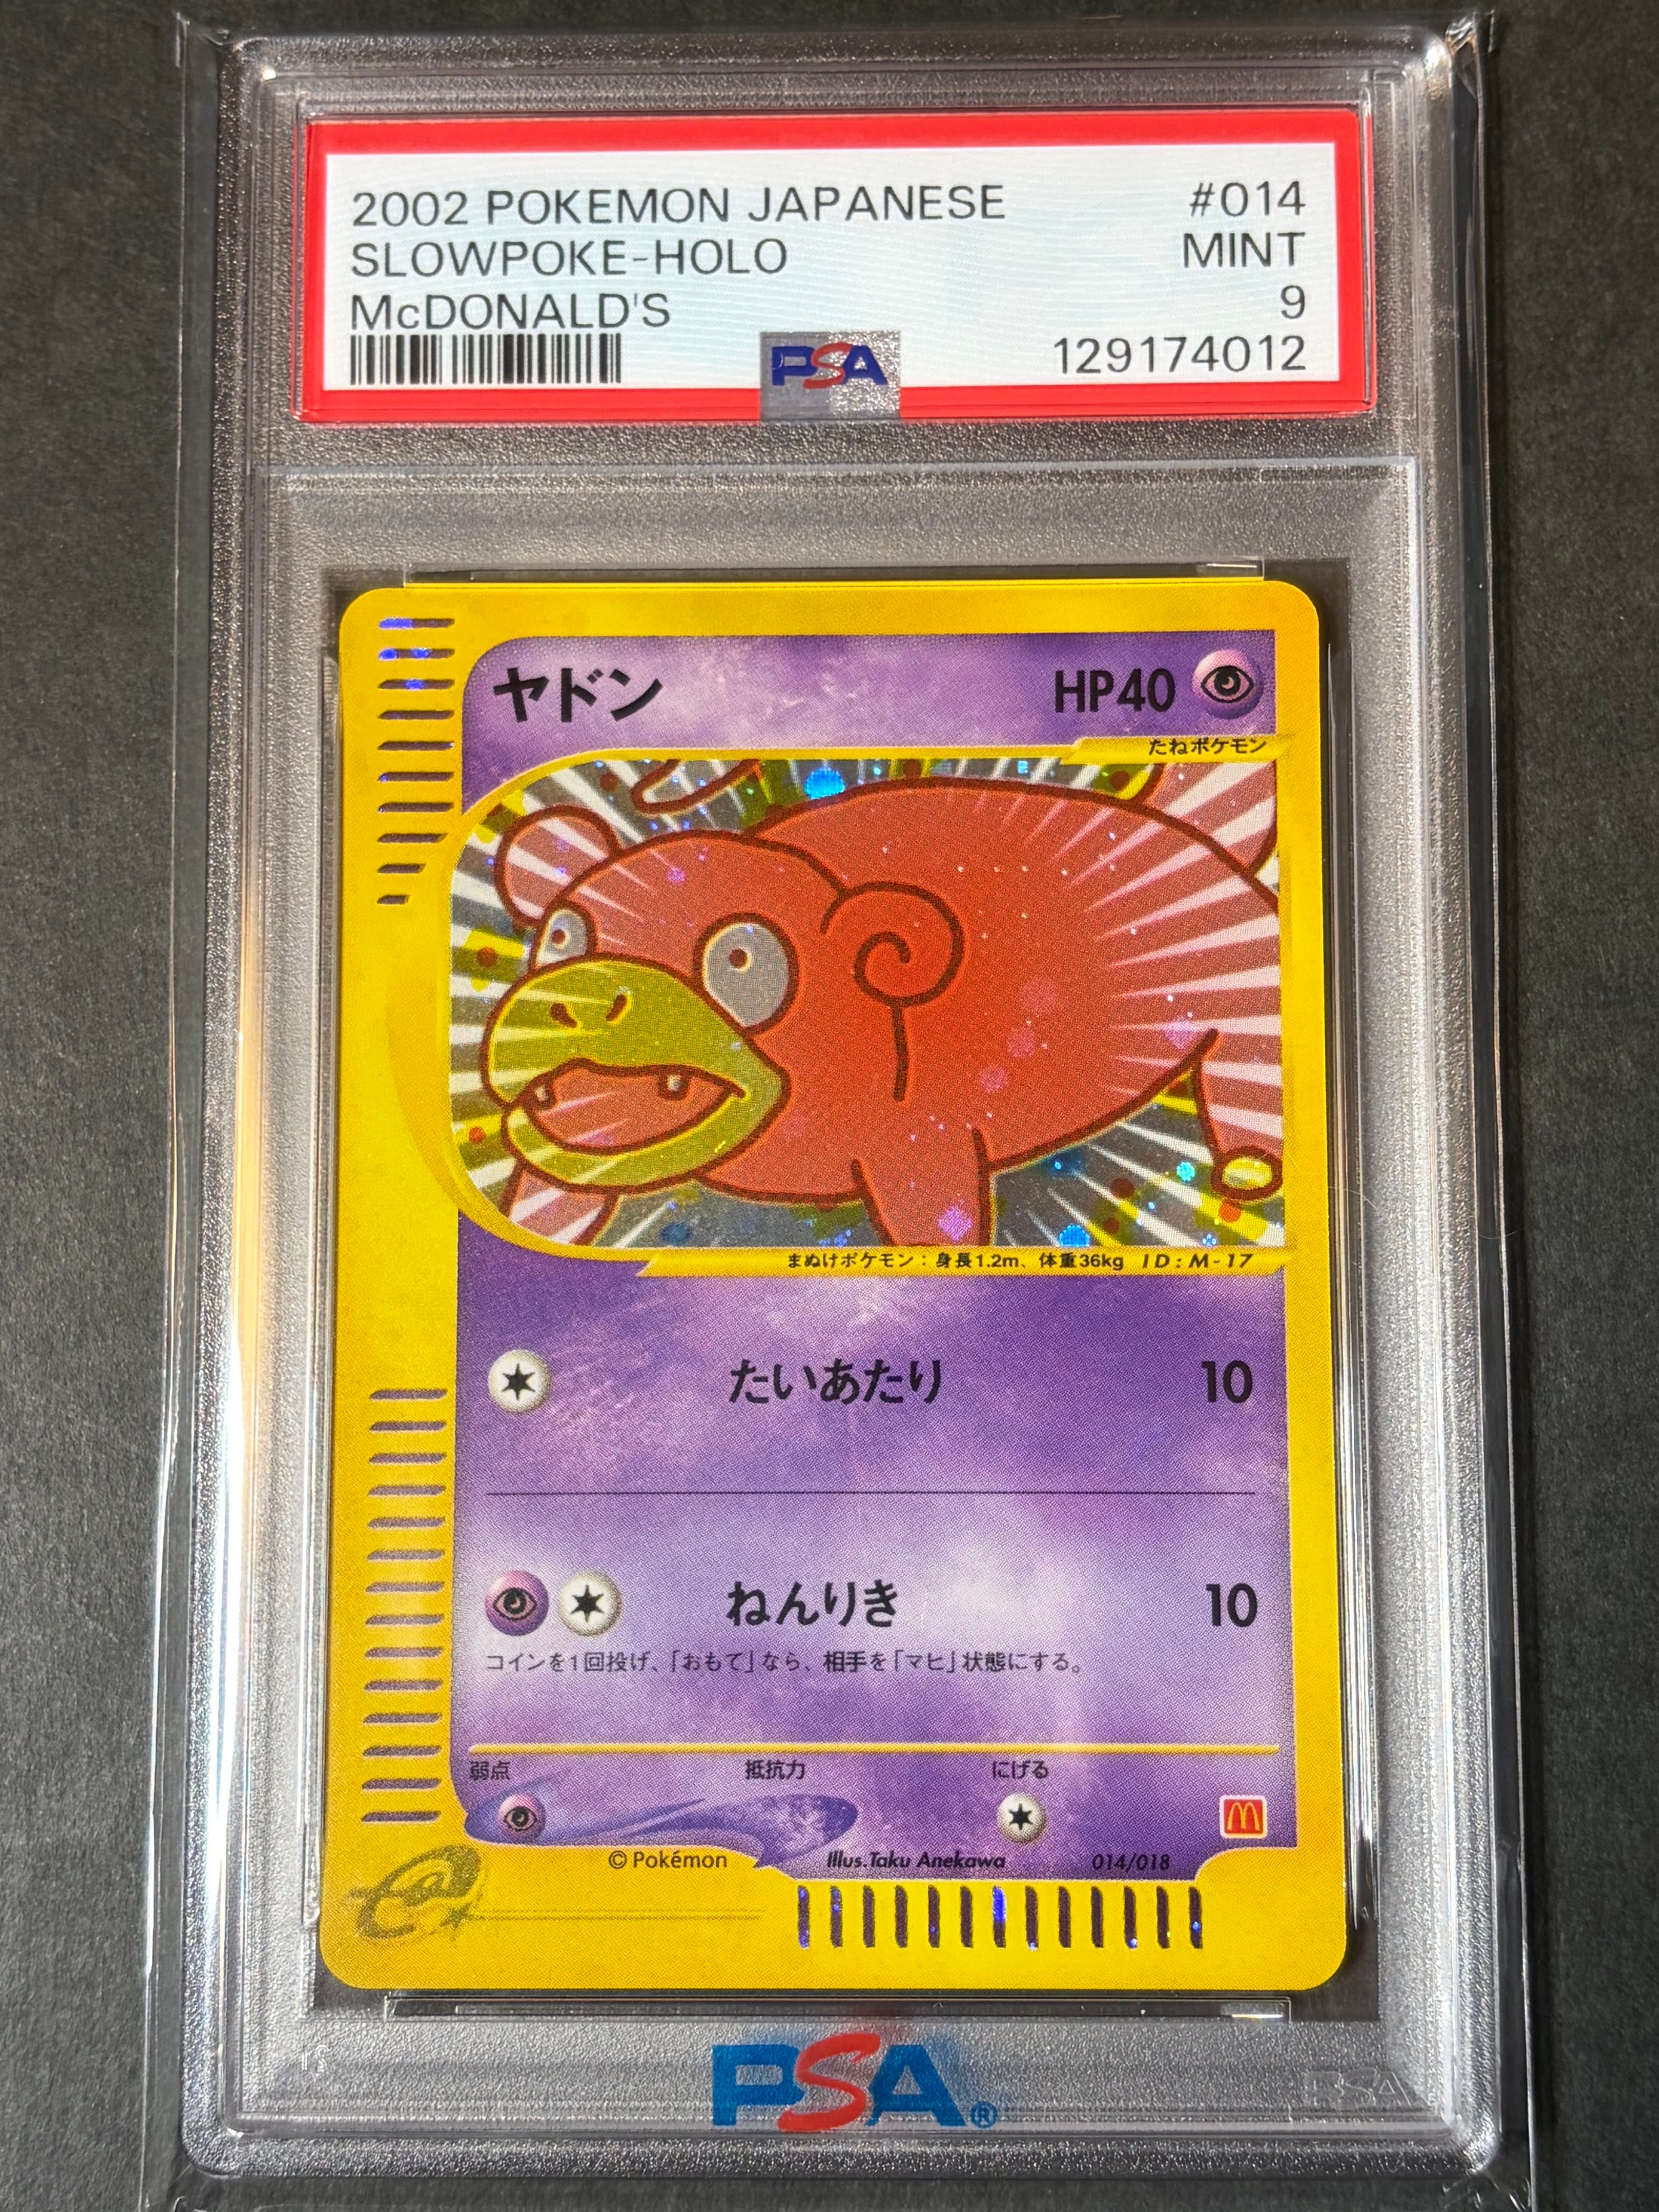 2002 POKEMON JAPANESE #014
SLOWPOKE-HOLO MINT
McDONALD'S 9
PSA 129174012
ヤドン HP40
たねポケモン
まぬけポケモン：身長1.2m、体重36kg ID:M-17
たいあたり 10
ねんりき 10
コインを1回投げ、「おもて」なら、相手を「マヒ」状態にする。
弱点 抵抗力 にげる
© Pokémon Illus.Taku Anekawa 014/018
e
PSA®
PSA